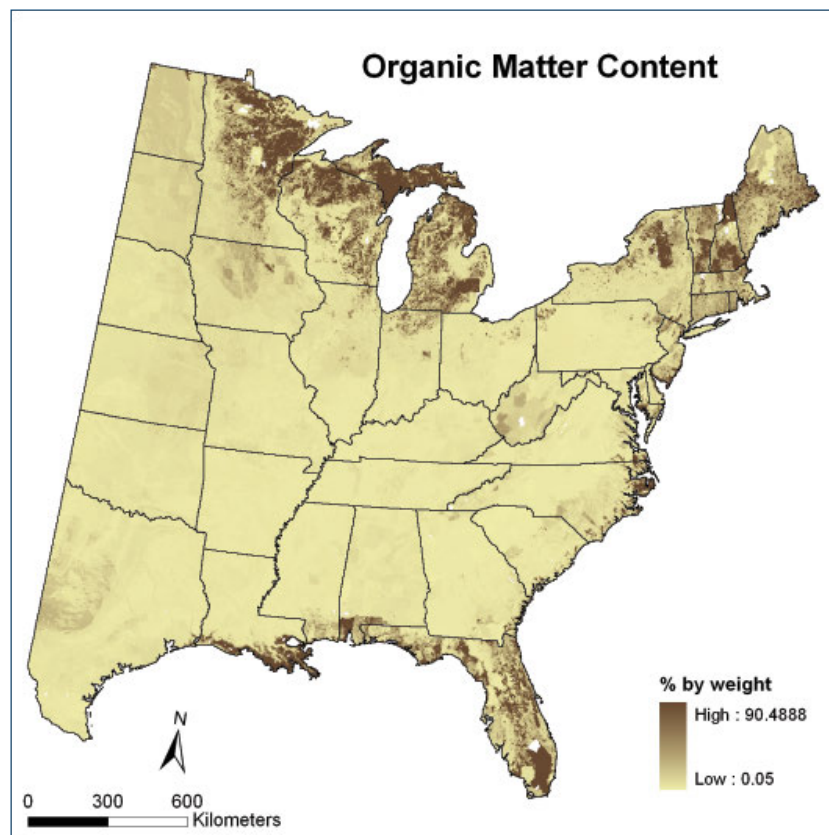 Organic Matter Content
% by weight
High : 90.4888
Low : 0.05
N
0 300 600
Kilometers